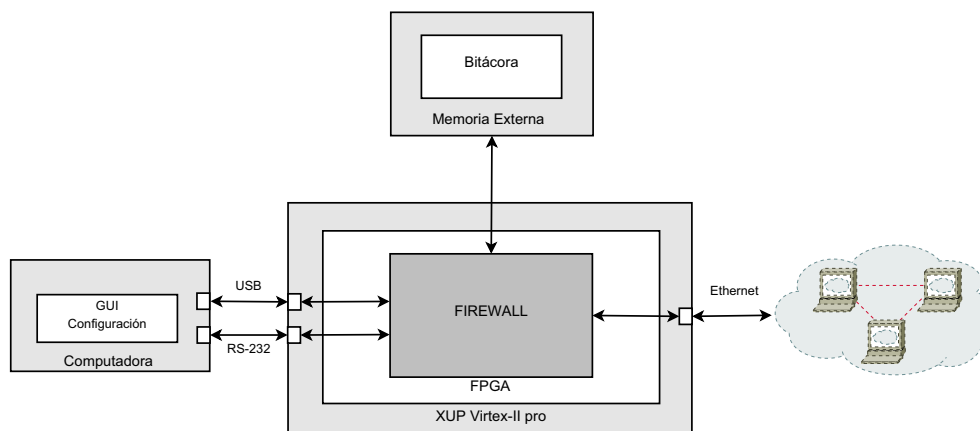 Bitácora
Memoria Externa
GUI
Configuración
Computadora
USB
RS-232
FIREWALL
FPGA
XUP Virtex-II pro
Ethernet